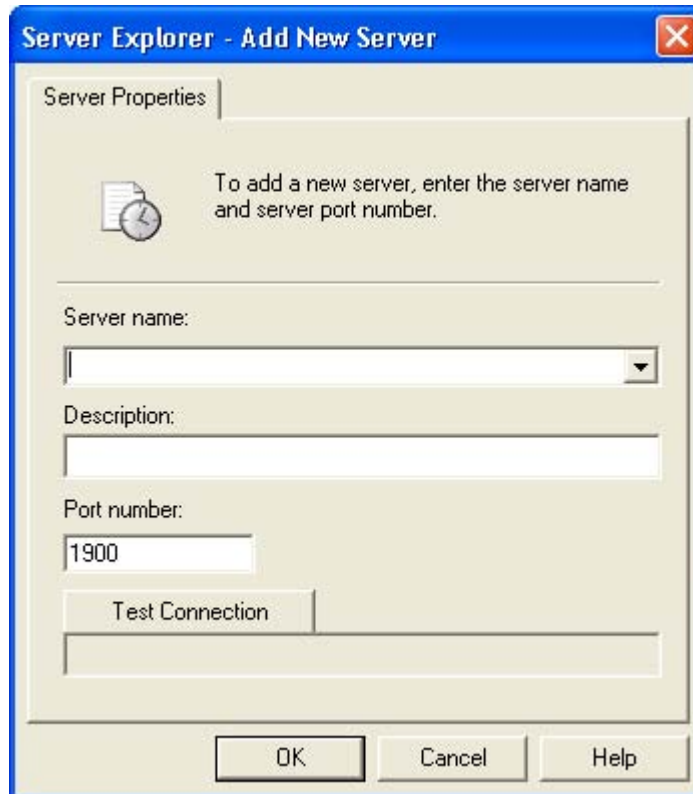 Server Explorer - Add New Server
Server Properties
To add a new server, enter the server name
and server port number.
Server name:
Description:
Port number:
1900
Test Connection
OK
Cancel
Help